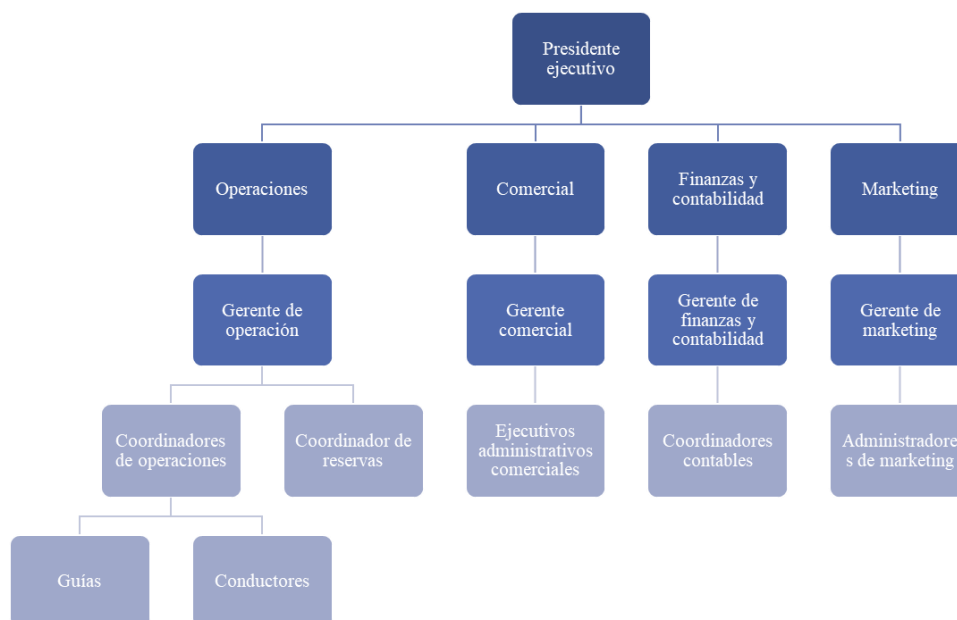 Presidente
ejecutivo
Operaciones
Comercial
Finanzas y
contabilidad
Marketing
Gerente de
operación
Gerente
comercial
Gerente de
finanzas y
contabilidad
Gerente de
marketing
Coordinadores
de operaciones
Coordinador de
reservas
Ejecutivos
administrativos
comerciales
Coordinadores
contables
Administradore
s de marketing
Guías
Conductores